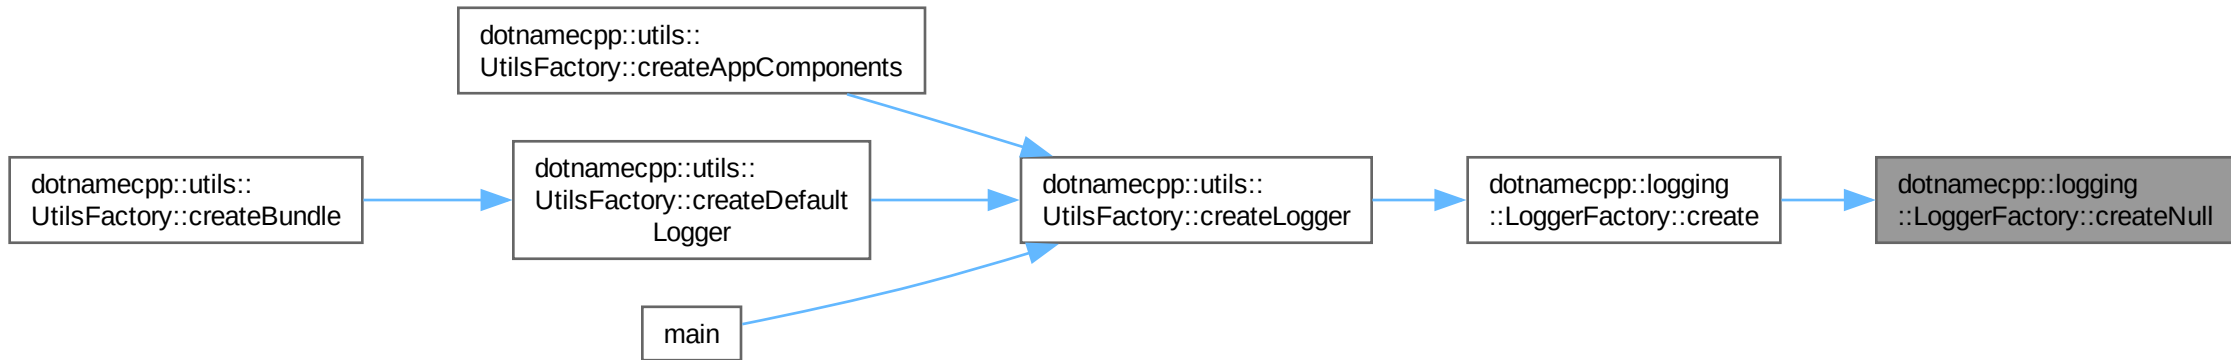 dotnamecpp::utils::
UtilsFactory::createAppComponents
dotnamecpp::utils::
UtilsFactory::createBundle
dotnamecpp::utils::
UtilsFactory::createDefault
Logger
dotnamecpp::utils::
UtilsFactory::createLogger
dotnamecpp::logging
::LoggerFactory::create
dotnamecpp::logging
::LoggerFactory::createNull
main